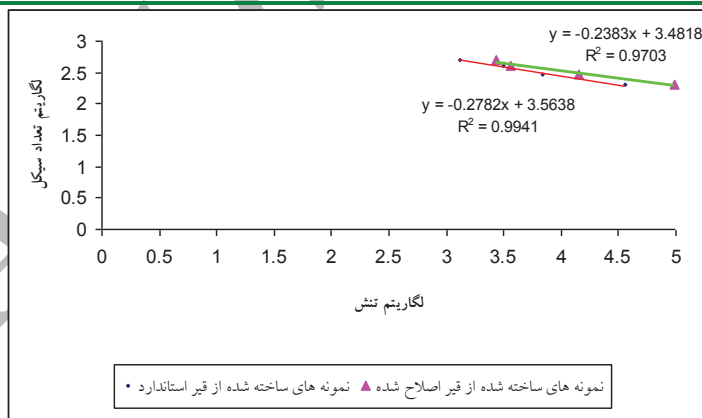 y = -0.2383x + 3.4818
R² = 0.9703
y = -0.2782x + 3.5638
R² = 0.9941
لگاریتم تعداد سیکل
3
2.5
2
1.5
1
0.5
0
0 0.5 1 1.5 2 2.5 3 3.5 4 4.5 5
لگاریتم تنش
نمونه های ساخته شده از قیر اصلاح شده نمونه های ساخته شده از قیر استاندارد